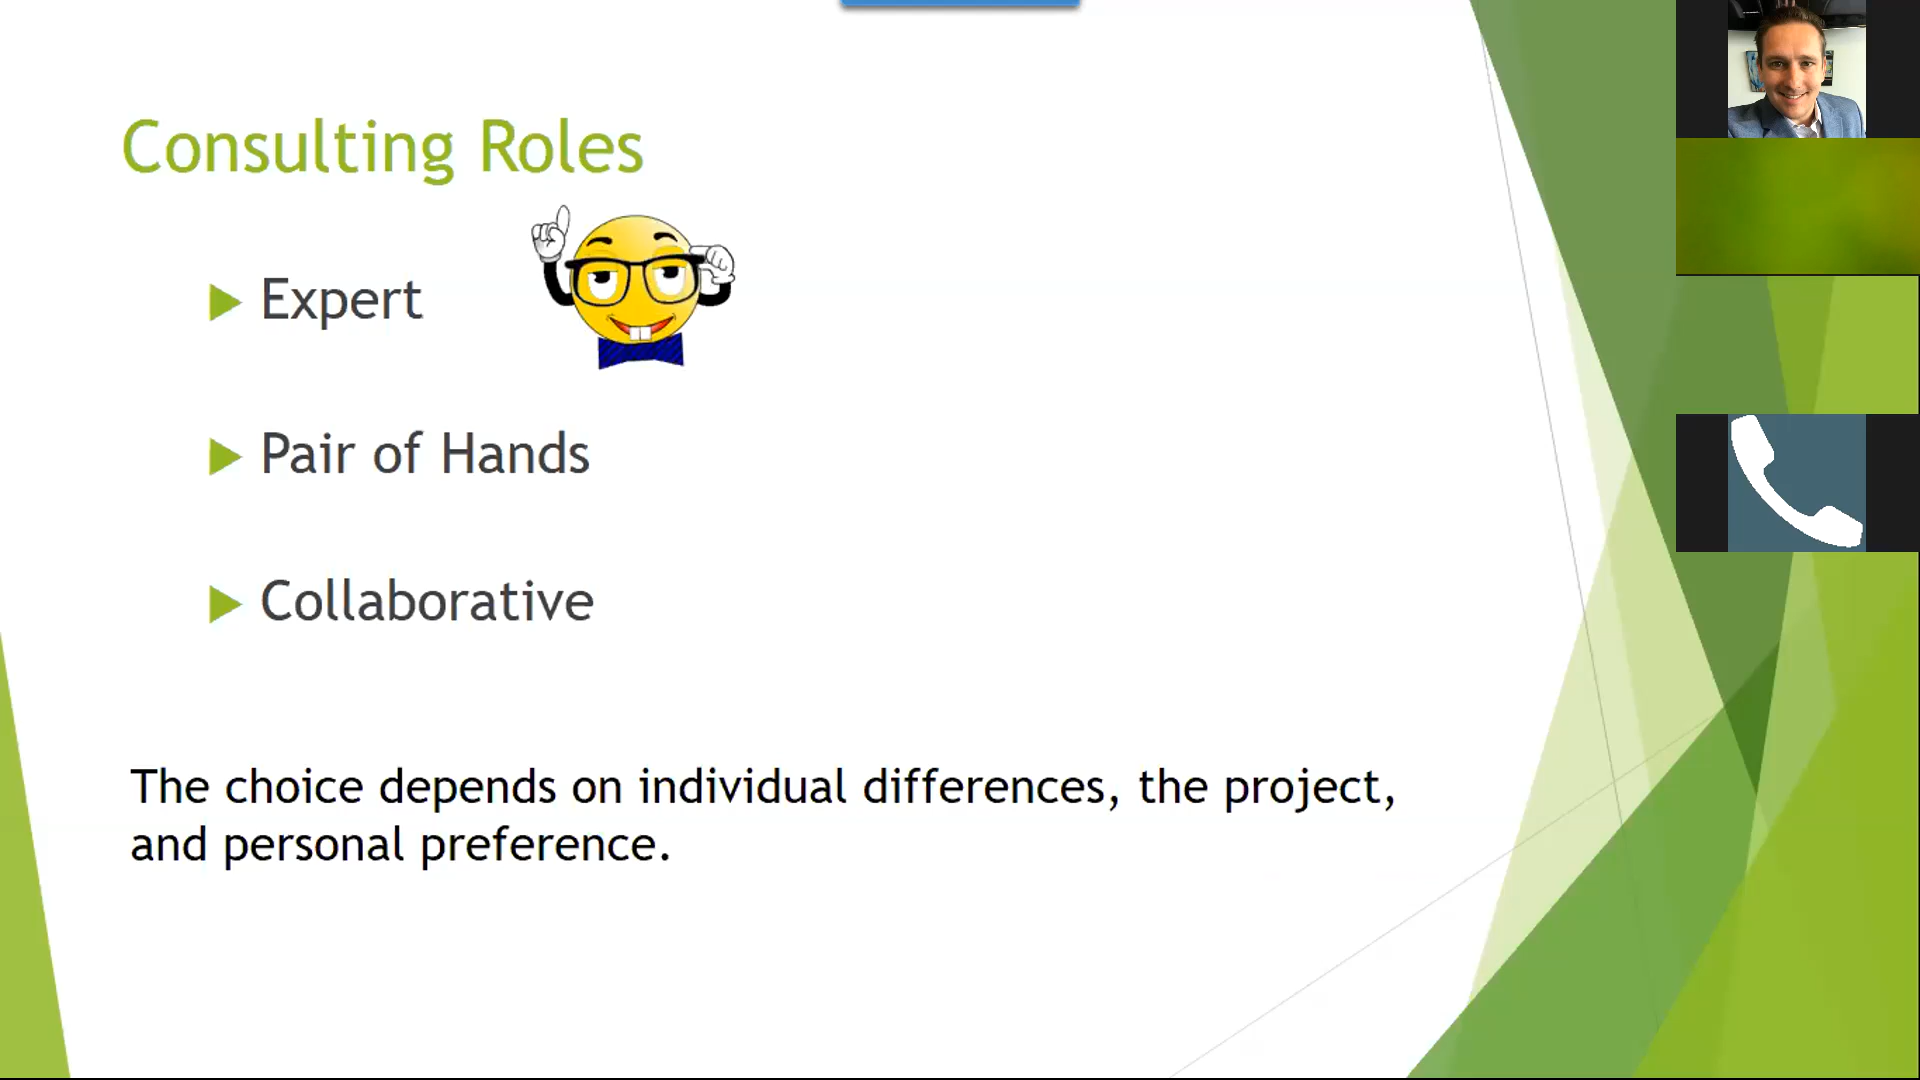 Consulting Roles
Expert
Pair of Hands
Collaborative
The choice depends on individual differences, the project,
and personal preference.